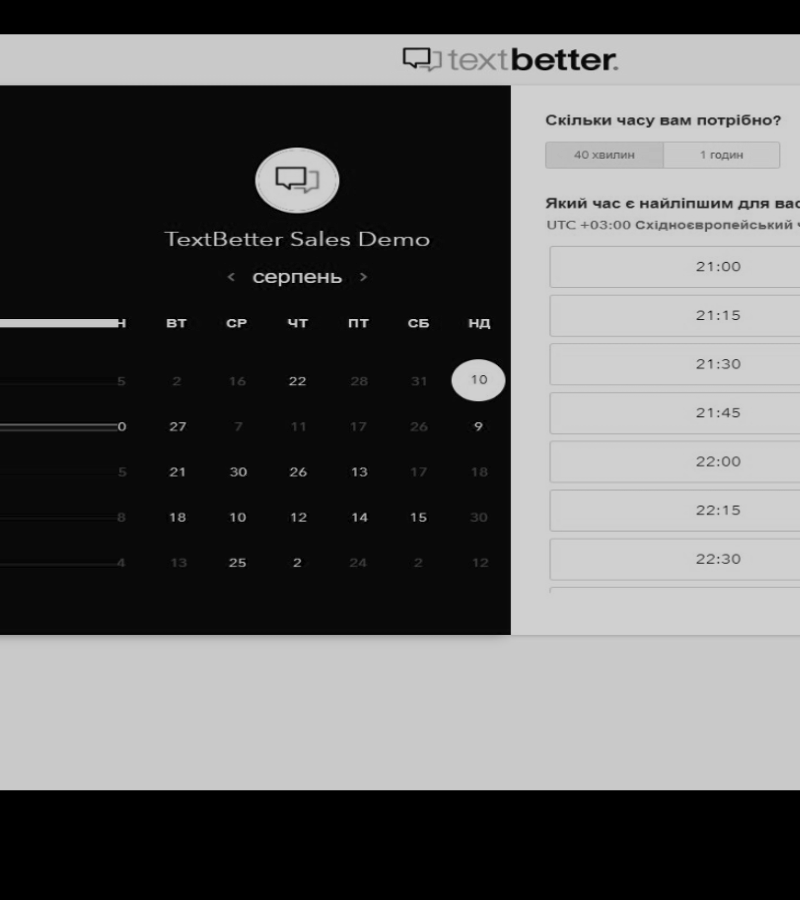 textbetter.
TextBetter Sales Demo
< серпень >
Н ВТ СР ЧТ ПТ СБ НД
5 2 16 22 28 31 10
0 27 7 11 17 26 9
5 21 30 26 13 17 18
8 18 10 12 14 15 30
4 13 25 2 24 2 12
Скільки часу вам потрібно?
40 хвилин 1 годин
Який час є найліпшим для вас
UTC +03:00 Східноєвропейський
21:00
21:15
21:30
21:45
22:00
22:15
22:30